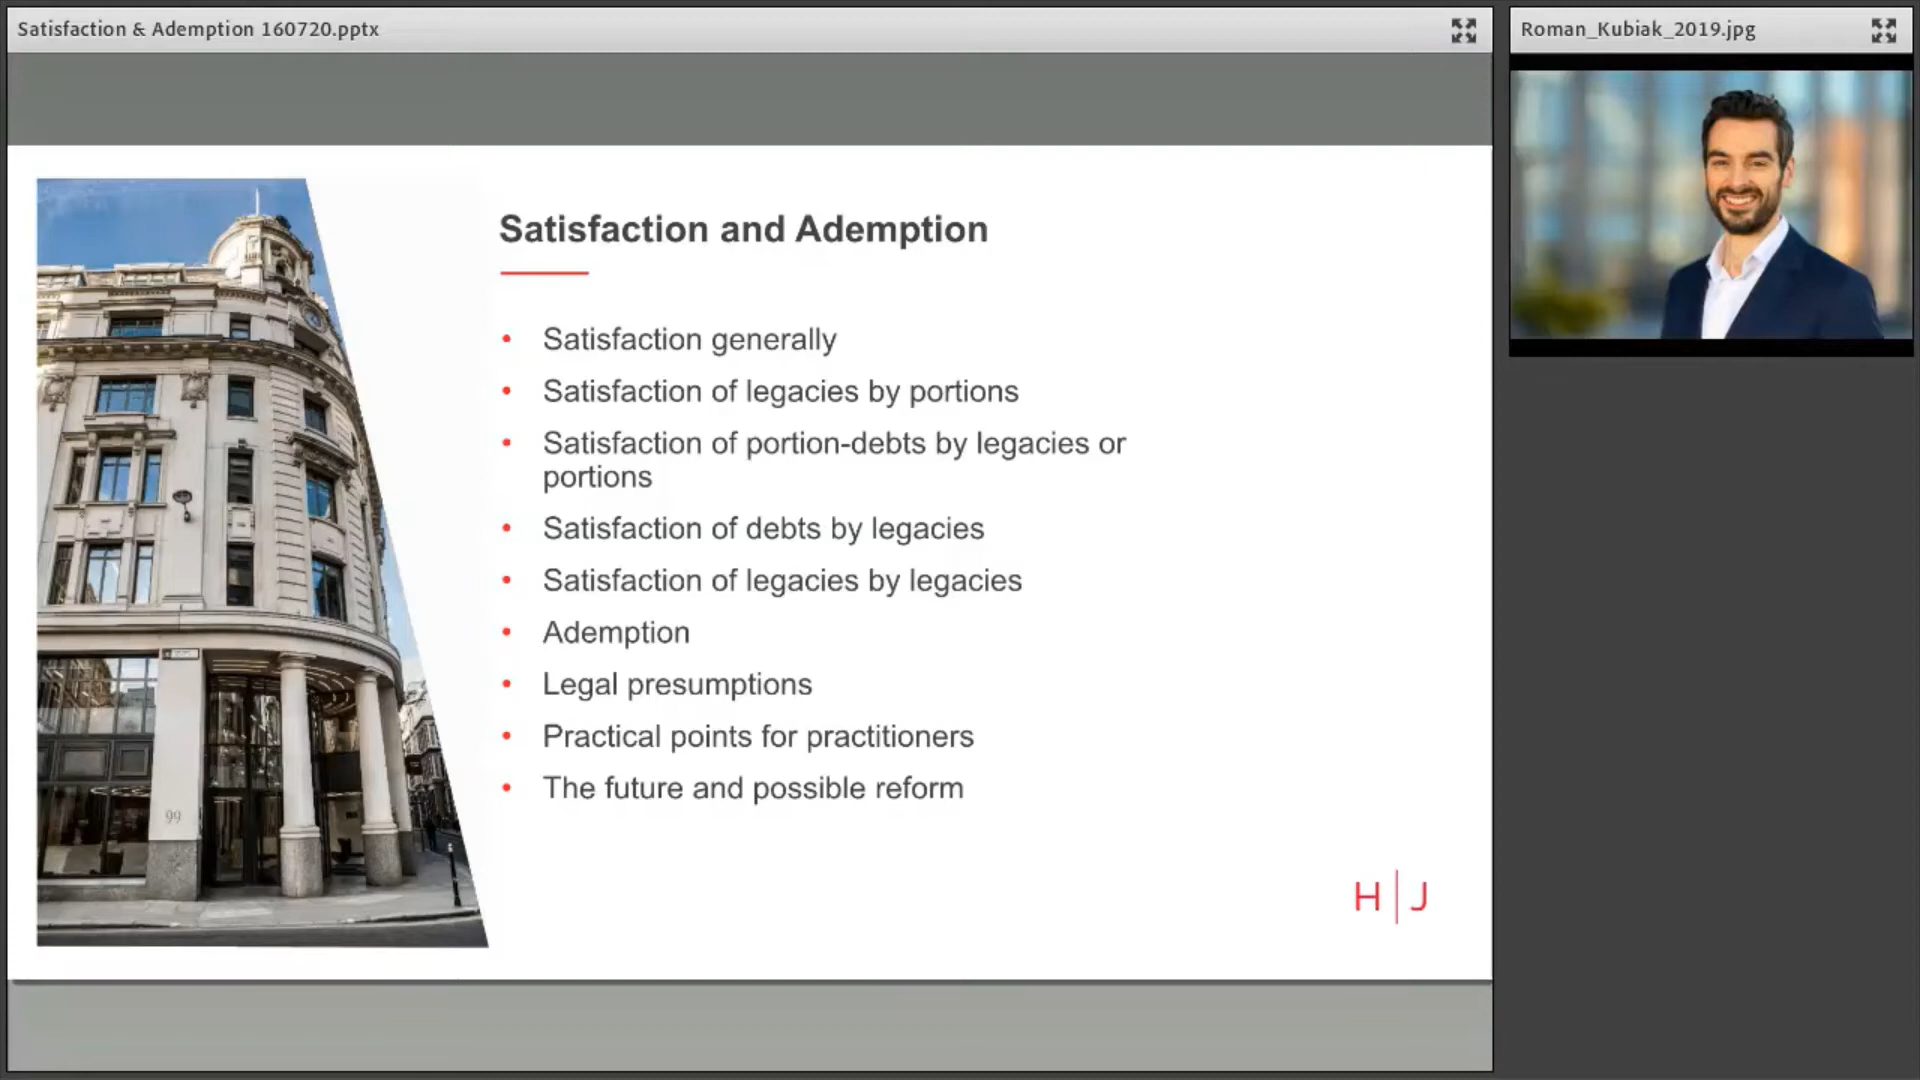 Satisfaction & Ademption 160720.pptx
Roman_Kubiak_2019.jpg
Satisfaction and Ademption
• Satisfaction generally
• Satisfaction of legacies by portions
• Satisfaction of portion-debts by legacies or
portions
• Satisfaction of debts by legacies
• Satisfaction of legacies by legacies
• Ademption
• Legal presumptions
• Practical points for practitioners
• The future and possible reform
99
H|J